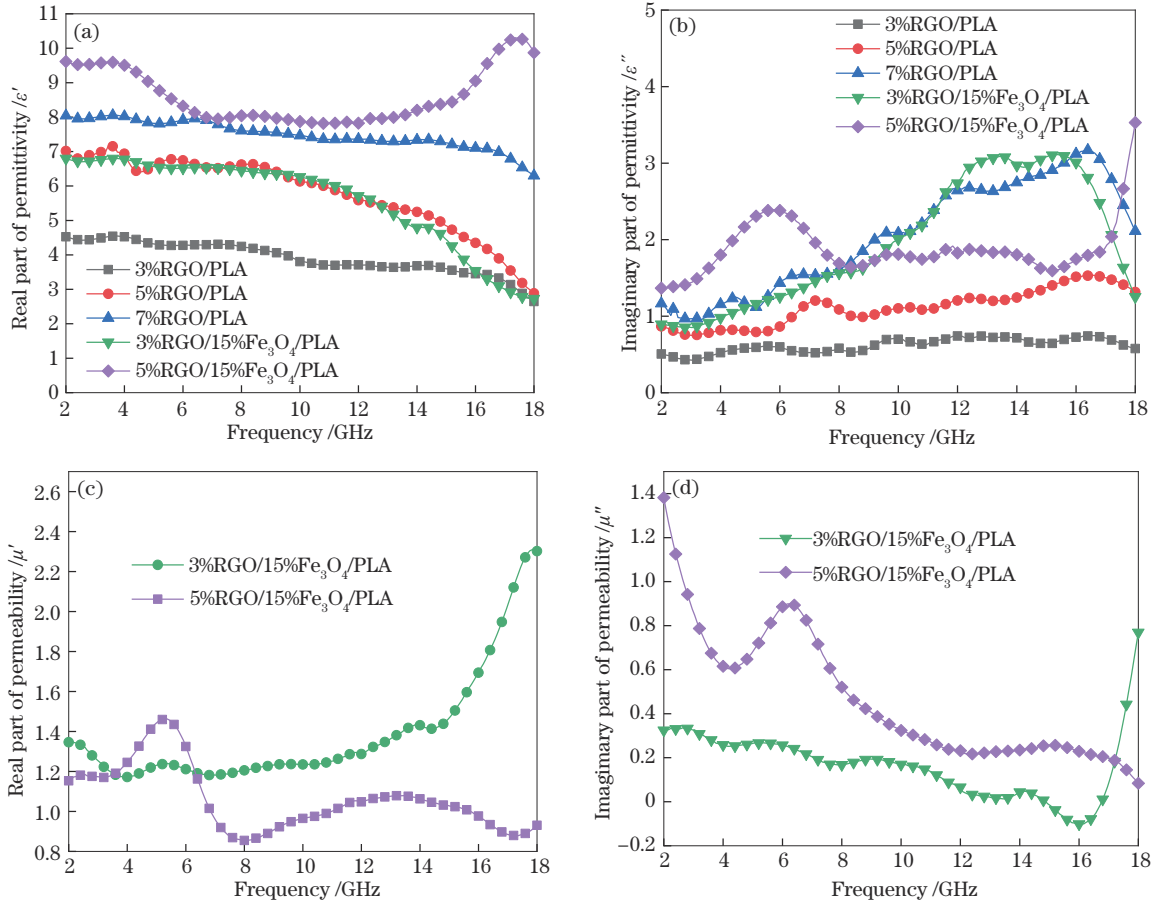 (a)
11
10
9
8
7
6
5
4
3
2
1
0
Real part of permittivity /ε′
3%RGO/PLA
5%RGO/PLA
7%RGO/PLA
3%RGO/15%Fe₃O₄/PLA
5%RGO/15%Fe₃O₄/PLA
2 4 6 8 10 12 14 16 18
Frequency /GHz
(b)
5
4
3
2
1
0
Imaginary part of permittivity /ε″
3%RGO/PLA
5%RGO/PLA
7%RGO/PLA
3%RGO/15%Fe₃O₄/PLA
5%RGO/15%Fe₃O₄/PLA
2 4 6 8 10 12 14 16 18
Frequency /GHz
(c)
2.6
2.4
2.2
2.0
1.8
1.6
1.4
1.2
1.0
0.8
Real part of permeability /μ′
3%RGO/15%Fe₃O₄/PLA
5%RGO/15%Fe₃O₄/PLA
2 4 6 8 10 12 14 16 18
Frequency /GHz
(d)
1.4
1.2
1.0
0.8
0.6
0.4
0.2
0
−0.2
Imaginary part of permeability /μ″
3%RGO/15%Fe₃O₄/PLA
5%RGO/15%Fe₃O₄/PLA
2 4 6 8 10 12 14 16 18
Frequency /GHz